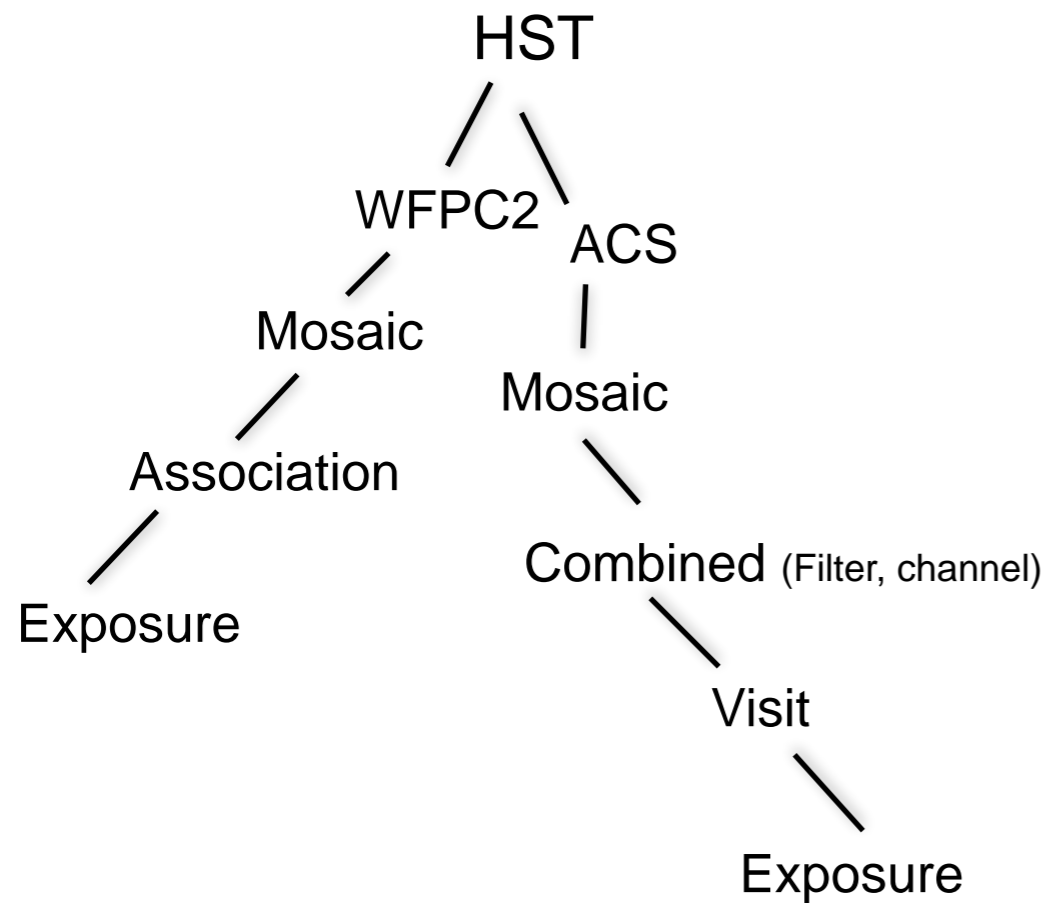 HST
WFPC2
ACS
Mosaic
Mosaic
Association
Combined (Filter, channel)
Exposure
Visit
Exposure